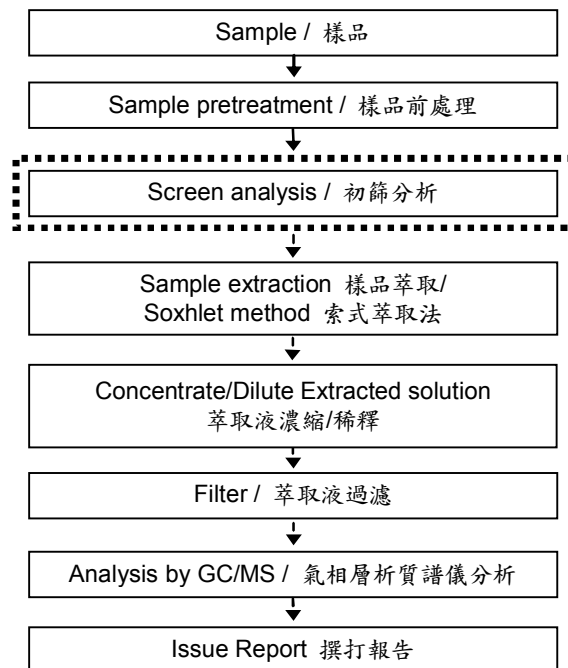 Sample / 樣品
Sample pretreatment / 樣品前處理
Screen analysis / 初篩分析
Sample extraction 樣品萃取/
Soxhlet method 索式萃取法
Concentrate/Dilute Extracted solution
萃取液濃縮/稀釋
Filter / 萃取液過濾
Analysis by GC/MS / 氣相層析質譜儀分析
Issue Report 撰打報告